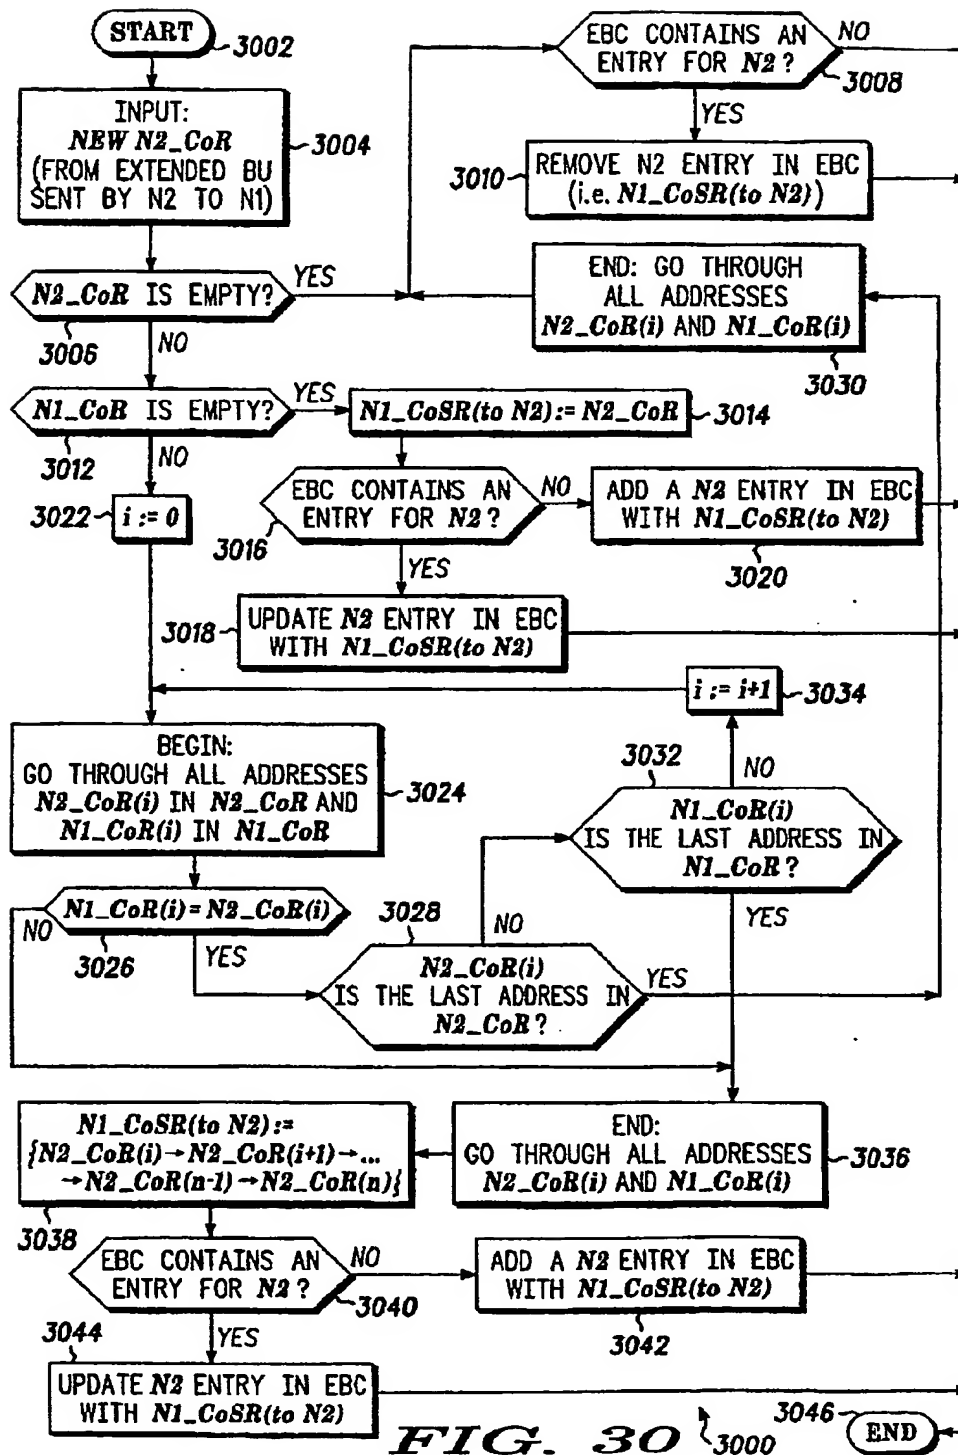 START
3002
INPUT:
NEW N2_CoR
(FROM EXTENDED BU
SENT BY N2 TO N1)
3004
N2_CoR IS EMPTY?
YES
3006
NO
EBC CONTAINS AN
ENTRY FOR N2 ?
NO
3008
YES
3010
REMOVE N2 ENTRY IN EBC
(i.e. N1_CoSR(to N2))
END: GO THROUGH
ALL ADDRESSES
N2_CoR(i) AND N1_CoR(i)
3030
N1_CoR IS EMPTY?
YES
3012
NO
N1_CoSR(to N2) := N2_CoR
3014
3022
i := 0
EBC CONTAINS AN
ENTRY FOR N2 ?
NO
3016
YES
ADD A N2 ENTRY IN EBC
WITH N1_CoSR(to N2)
3020
3018
UPDATE N2 ENTRY IN EBC
WITH N1_CoSR(to N2)
i := i+1
3034
BEGIN:
GO THROUGH ALL ADDRESSES
N2_CoR(i) IN N2_CoR AND
N1_CoR(i) IN N1_CoR
3024
3032
NO
N1_CoR(i)
IS THE LAST ADDRESS IN
N1_CoR ?
YES
N1_CoR(i) = N2_CoR(i)
NO
3026
YES
3028
NO
N2_CoR(i)
IS THE LAST ADDRESS IN
N2_CoR ?
YES
N1_CoSR(to N2) :=
{N2_CoR(i)→N2_CoR(i+1)→...
→N2_CoR(n-1)→N2_CoR(n){
3038
END:
GO THROUGH ALL ADDRESSES
N2_CoR(i) AND N1_CoR(i)
3036
EBC CONTAINS AN
ENTRY FOR N2 ?
NO
3040
YES
ADD A N2 ENTRY IN EBC
WITH N1_CoSR(to N2)
3042
3044
UPDATE N2 ENTRY IN EBC
WITH N1_CoSR(to N2)
FIG. 30
3000
3046
END